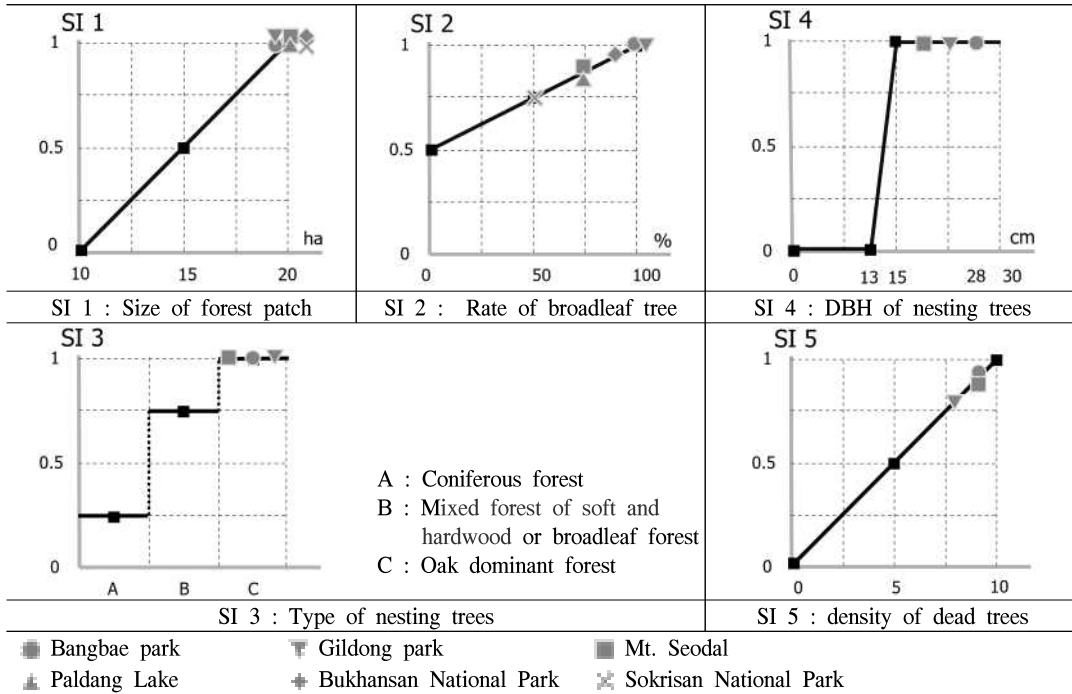 SI 1
1
0.5
0
ha
10 15 20
SI 1 : Size of forest patch
SI 2
1
0.5
0
%
0 50 100
SI 2 : Rate of broadleaf tree
SI 4
1
0.5
0
cm
0 13 15 28 30
SI 4 : DBH of nesting trees
SI 3
1
0.5
0
A B C
A : Coniferous forest
B : Mixed forest of soft and
hardwood or broadleaf forest
C : Oak dominant forest
SI 3 : Type of nesting trees
SI 5
1
0.5
0
0 5 10
SI 5 : density of dead trees
Bangbae park Gildong park Mt. Seodal
Paldang Lake Bukhansan National Park Sokrisan National Park